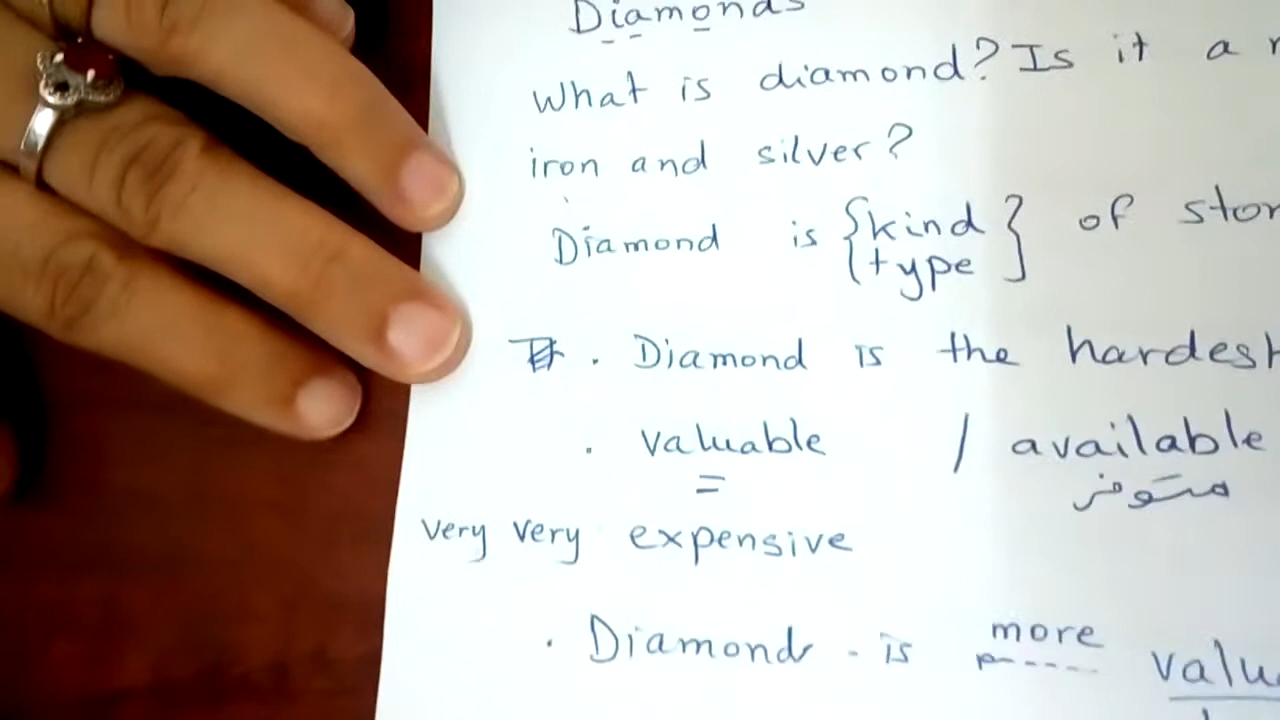 Diamonds
What is diamond? Is it a
iron and silver?
Diamond is {kind} of
type
. Diamond is the hardest
. valuable / available
= متوفر
very very expensive
. Diamond is more